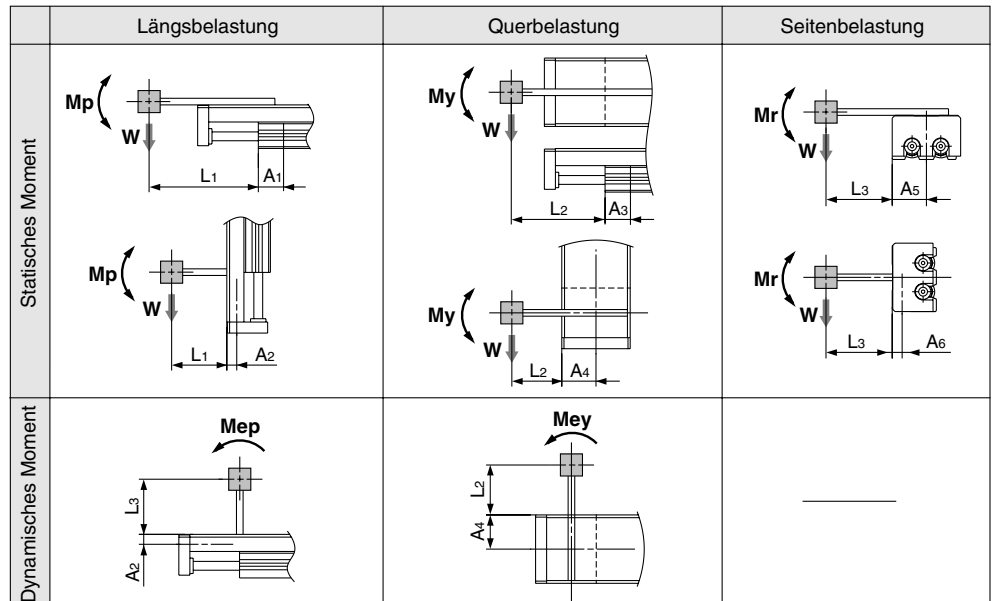 Längsbelastung
Querbelastung
Seitenbelastung
Statisches Moment
Mp
W
L1
A1
My
W
L2
A3
Mr
W
L3
A5
Mp
W
L1
A2
My
W
L2
A4
Mr
W
L3
A6
Dynamisches Moment
Mep
L3
A2
Mey
L2
A4